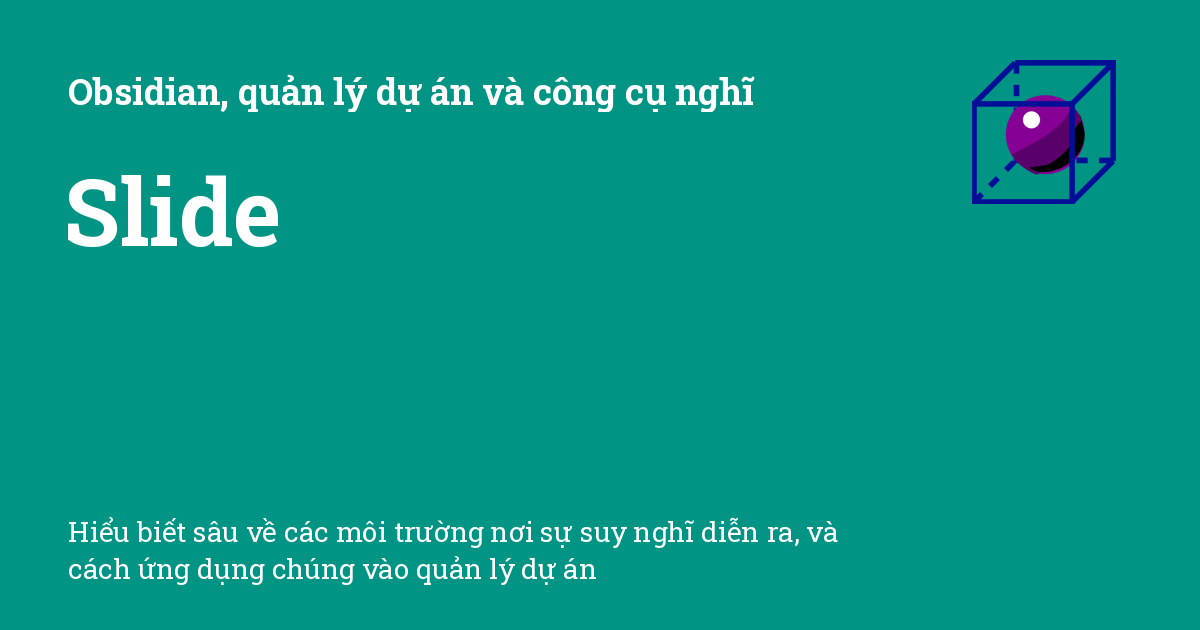 Obsidian, quản lý dự án và công cụ nghĩ
Slide
Hiểu biết sâu về các môi trường nơi sự suy nghĩ diễn ra, và
cách ứng dụng chúng vào quản lý dự án